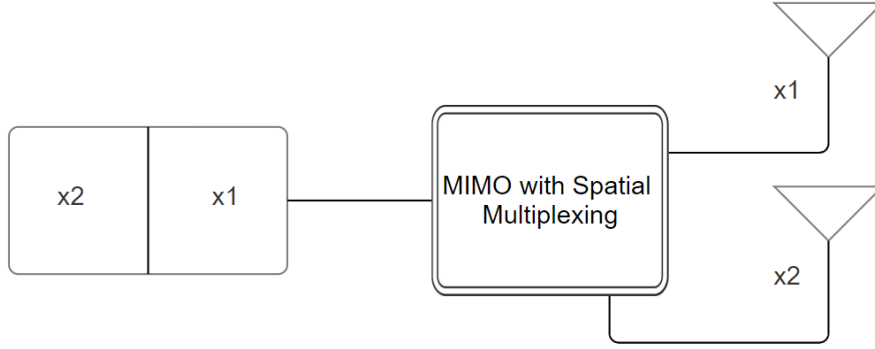 x2
x1
MIMO with Spatial
Multiplexing
x1
x2